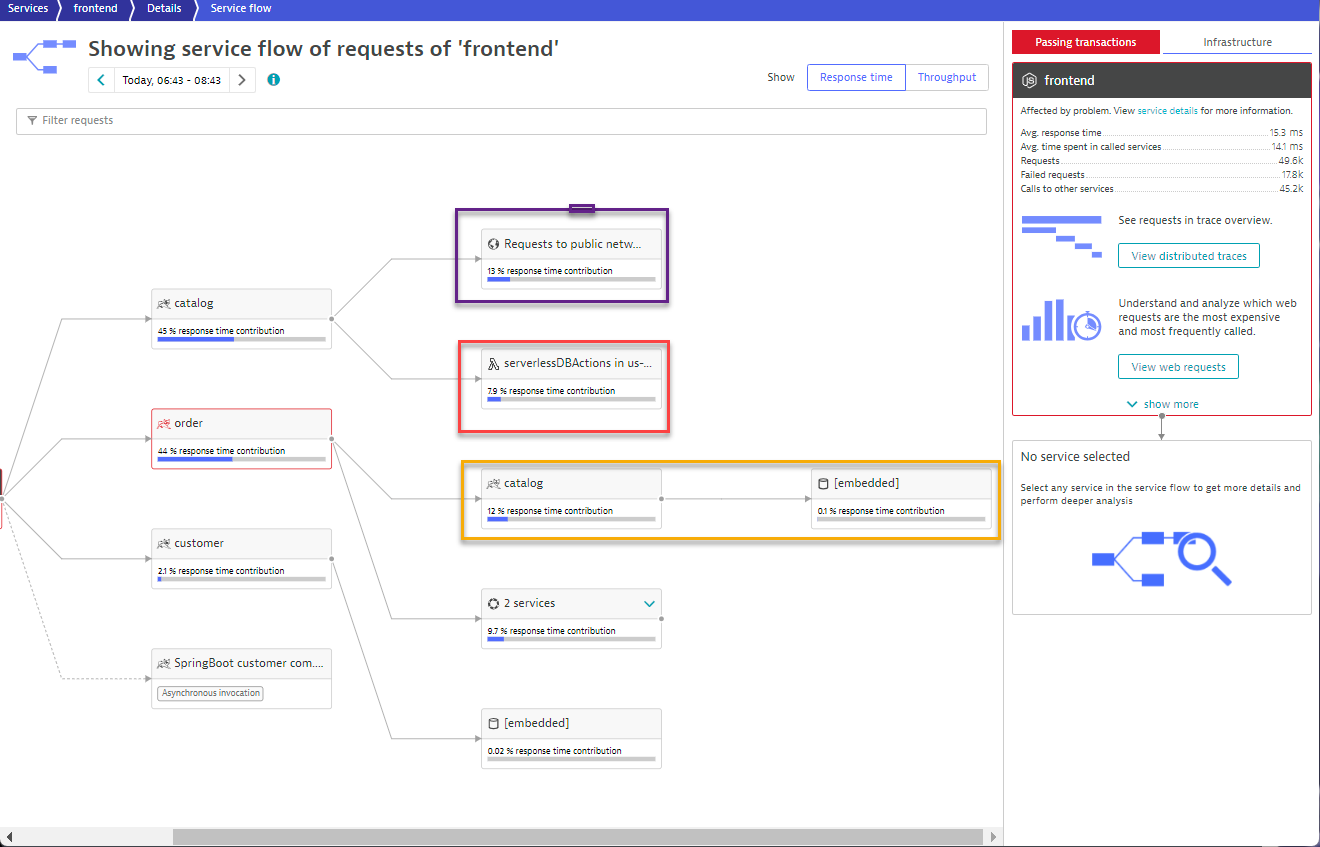 Services
frontend
Details
Service flow
Showing service flow of requests of 'frontend'
Today, 06:43 - 08:43
Show
Response time
Throughput
Filter requests
Requests to public netw...
13 % response time contribution
catalog
45 % response time contribution
serverlessDBActions in us-...
7.9 % response time contribution
order
44 % response time contribution
catalog
12 % response time contribution
[embedded]
0.1 % response time contribution
customer
2.1 % response time contribution
2 services
9.7 % response time contribution
SpringBoot customer com....
Asynchronous invocation
[embedded]
0.02 % response time contribution
Passing transactions
Infrastructure
frontend
Affected by problem. View service details for more information.
Avg. response time 15.3 ms
Avg. time spent in called services 14.1 ms
Requests 49.6k
Failed requests 17.8k
Calls to other services 45.2k
See requests in trace overview.
View distributed traces
Understand and analyze which web
requests are the most expensive
and most frequently called.
View web requests
show more
No service selected
Select any service in the service flow to get more details and
perform deeper analysis